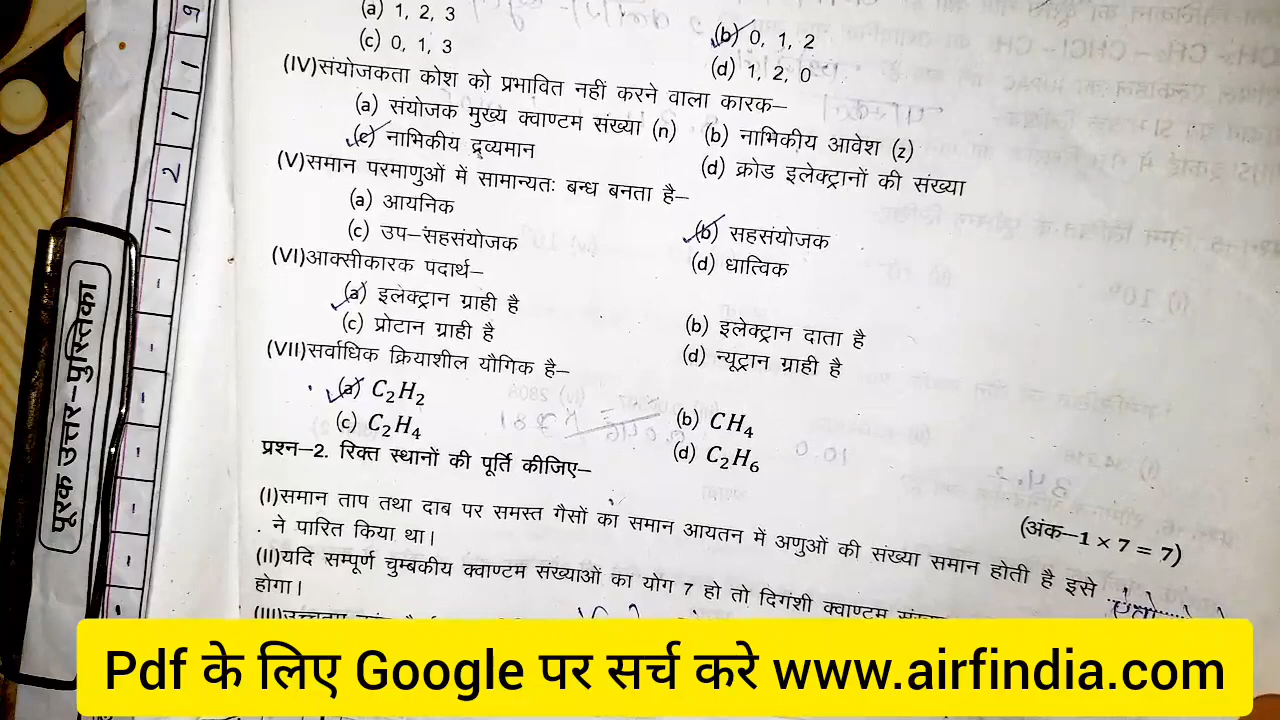 (a) 1, 2, 3
(b) 0, 1, 2
(c) 0, 1, 3
(d) 1, 2, 0
(IV)संयोजकता कोश को प्रभावित नहीं करने वाला कारक–
(a) संयोजक मुख्य क्वाण्टम संख्या (n)
(b) नाभिकीय आवेश (z)
(c) नाभिकीय द्रव्यमान
(d) क्रोड इलेक्ट्रानों की संख्या
(V)समान परमाणुओं में सामान्यतः बन्ध बनता है–
(a) आयनिक
(b) सहसंयोजक
(c) उप–सहसंयोजक
(d) धात्विक
(VI)आक्सीकारक पदार्थ–
(a) इलेक्ट्रान ग्राही है
(b) इलेक्ट्रान दाता है
(c) प्रोटान ग्राही है
(d) न्यूट्रान ग्राही है
(VII)सर्वाधिक क्रियाशील यौगिक है–
(a) C₂H₂
(b) CH₄
(c) C₂H₄
(d) C₂H₆
प्रश्न–2. रिक्त स्थानों की पूर्ति कीजिए–
(अंक–1 × 7 = 7)
(I)समान ताप तथा दाब पर समस्त गैसों का समान आयतन में अणुओं की संख्या समान होती है इसे
. ने पारित किया था।
(II)यदि सम्पूर्ण चुम्बकीय क्वाण्टम संख्याओं का योग 7 हो तो दिगंशी क्वाण्टम
होगा।
पूरक उत्तर–पुस्तिका
Pdf के लिए Google पर सर्च करे www.airfindia.com